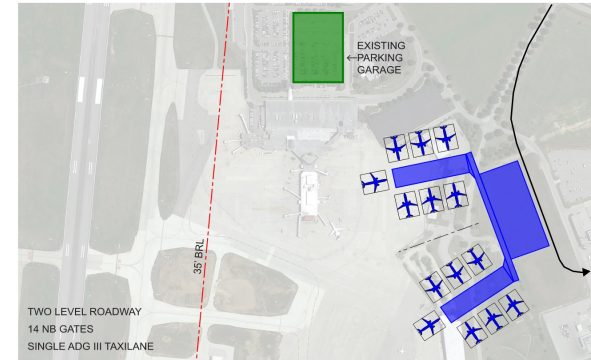 EXISTING
PARKING
GARAGE
35' BRL
TWO LEVEL ROADWAY
14 NB GATES
SINGLE ADG III TAXILANE